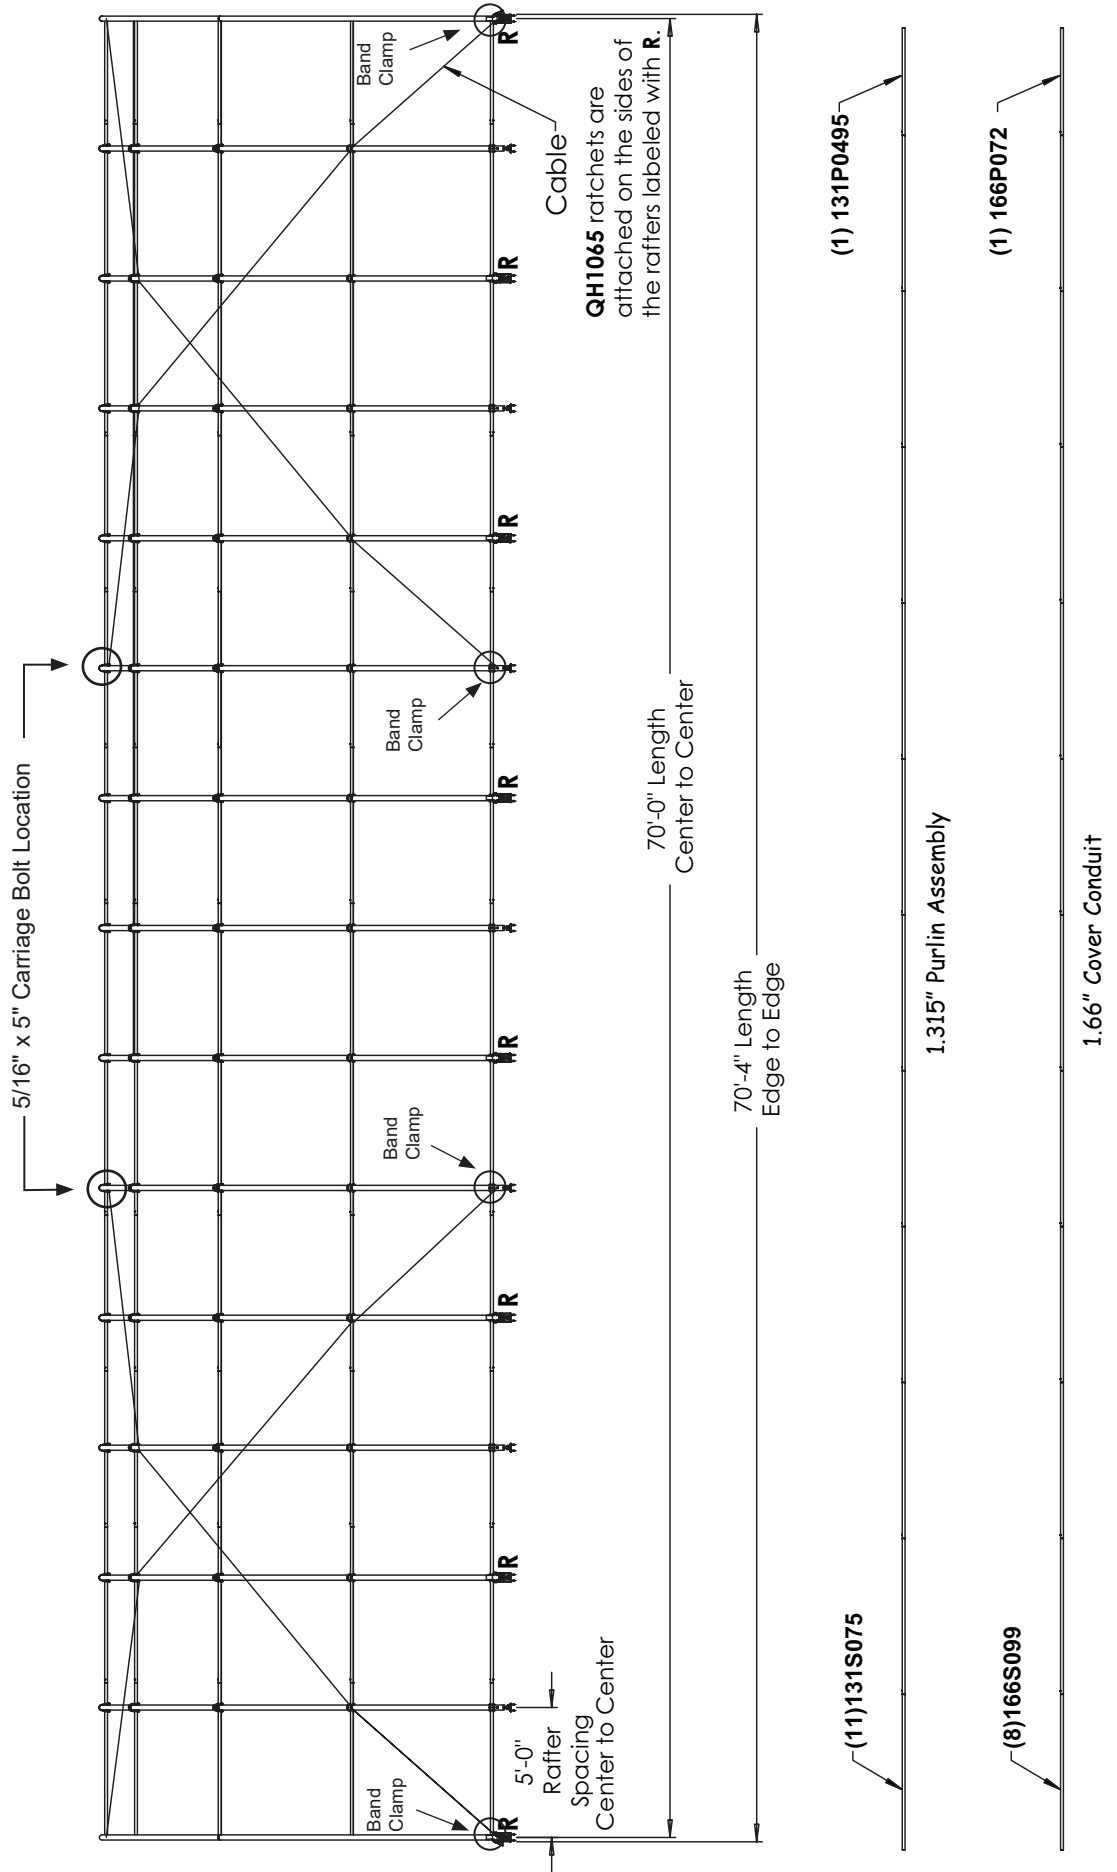 5/16" x 5" Carriage Bolt Location
Band
Clamp
Band
Clamp
Band
Clamp
Band
Clamp
R
R
R
R
R
R
R
R
Cable
QH1065 ratchets are
attached on the sides of
the rafters labeled with R.
5'-0"
Rafter
Spacing
Center to Center
70'-0" Length
Center to Center
70'-4" Length
Edge to Edge
(11)131S075
(1) 131P0495
1.315" Purlin Assembly
(8)166S099
(1) 166P072
1.66" Cover Conduit